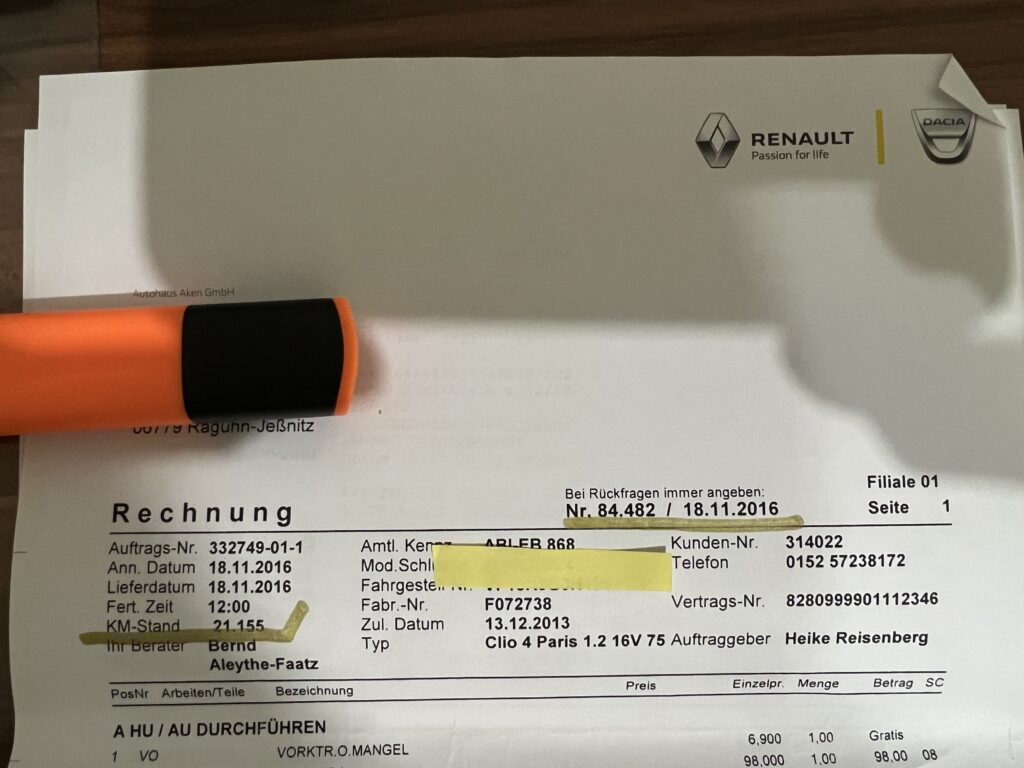 RENAULT
Passion for life
DACIA
Autohaus Aken GmbH
06779 Raguhn-Jeßnitz
Filiale 01
Bei Rückfragen immer angeben:
Rechnung Nr. 84.482 / 18.11.2016 Seite 1
Auftrags-Nr. 332749-01-1 Amtl. ABLEB 868 Kunden-Nr. 314022
Ann. Datum 18.11.2016 Telefon 0152 57238172
Lieferdatum 18.11.2016
Fert. Zeit 12:00 Fabr.-Nr. F072738 Vertrags-Nr. 8280999901112346
KM-Stand 21.155 Zul. Datum 13.12.2013
Ihr Berater Bernd Typ Clio 4 Paris 1.2 16V 75 Auftraggeber Heike Reisenberg
Aleythe-Faatz
PosNr Arbeiten/Teile Bezeichnung Preis Einzelpr. Menge Betrag SC
A HU / AU DURCHFÜHREN
6,900 1,00 Gratis
1 VO VORKTR.O.MANGEL 98,000 1,00 98,00 08